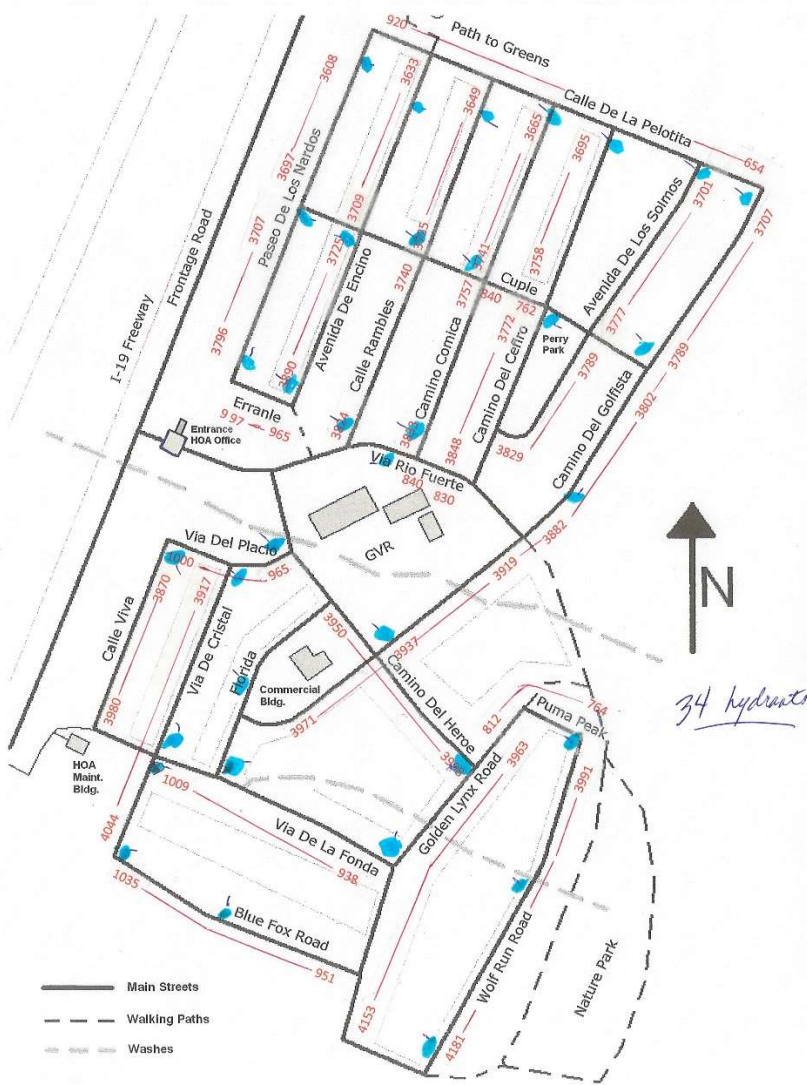 920
Path to Greens
3608
3633
3649
Calle De La Pelotita
3665
3695
654
3697
Paseo De Los Nardos
3701
3707
Frontage Road
3707
3709
3725
3740
3741
3758
Avenida De Los Solmos
Cuple
3757
840
762
3777
I-19 Freeway
3796
Avenida De Encino
Calle Rambles
Camino Comica
3772
Camino Del Cefiro
Perry
Park
3789
3789
3802
Camino Del Golfista
3890
Erranle
997
965
Entrance
HOA Office
3848
3829
Via Rio Fuerte
840
830
GVR
3882
N
Via Del Placio
1000
965
3919
3870
3917
Calle Viva
Via De Cristal
Florida
3950
3937
Commercial
Bldg.
Camino Del Heroe
3971
3980
812
764
Puma Peak
34 hydrants
HOA
Maint.
Bldg.
Golden Lynx Road
3963
3991
1009
4044
Via De La Fonda
938
1035
Blue Fox Road
951
Wolf Run Road
Nature Park
4153
4181
Main Streets
Walking Paths
Washes